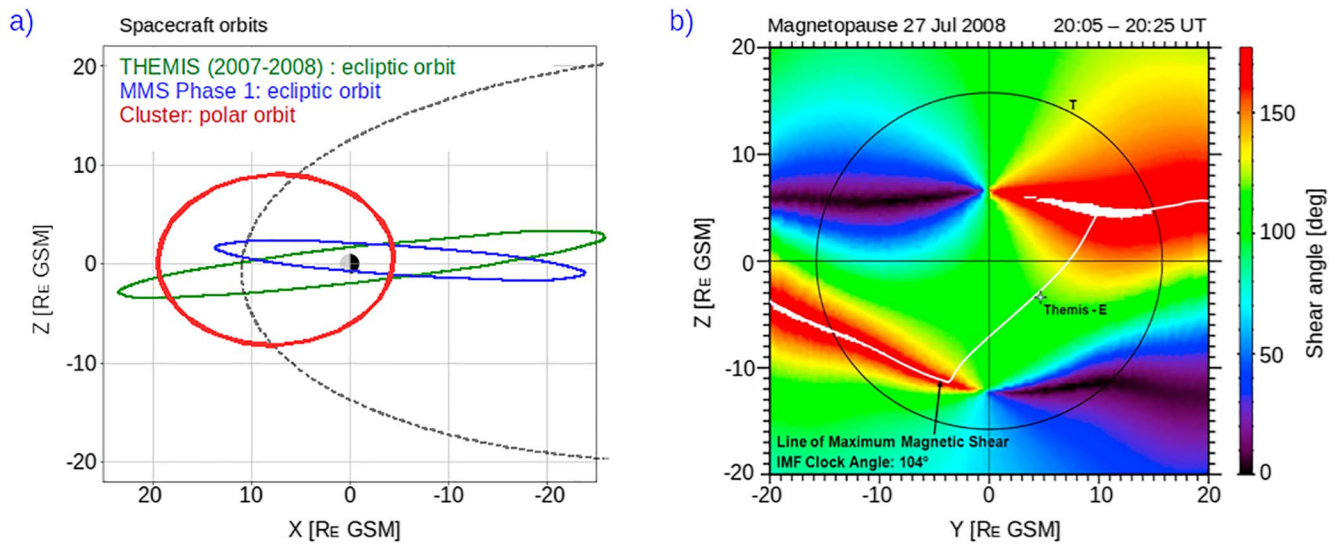 a)
Spacecraft orbits
THEMIS (2007-2008) : ecliptic orbit
MMS Phase 1: ecliptic orbit
Cluster: polar orbit
20
10
0
-10
-20
Z [RE GSM]
20 10 0 -10 -20
X [RE GSM]
b)
Magnetopause 27 Jul 2008 20:05 – 20:25 UT
20
10
0
-10
-20
Z [RE GSM]
T
Themis - E
Line of Maximum Magnetic Shear
IMF Clock Angle: 104º
-20 -10 0 10 20
Y [RE GSM]
150
100
50
0
Shear angle [deg]